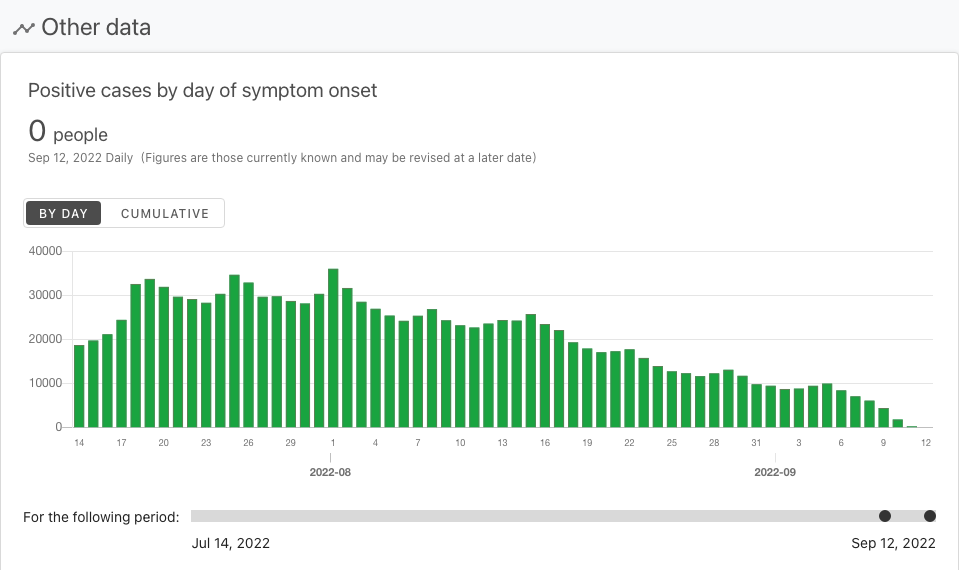 Other data
Positive cases by day of symptom onset
0 people
Sep 12, 2022 Daily (Figures are those currently known and may be revised at a later date)
BY DAY CUMULATIVE
40000
30000
20000
10000
0
14 17 20 23 26 29 1 4 7 10 13 16 19 22 25 28 31 3 6 9 12
2022-08 2022-09
For the following period:
Jul 14, 2022 Sep 12, 2022